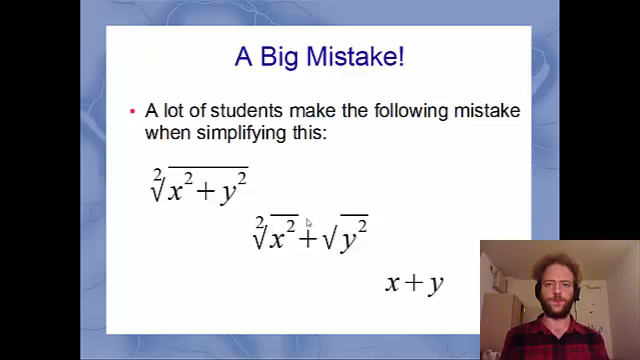 A Big Mistake!
• A lot of students make the following mistake
when simplifying this:
²√x² + y²
²√x² + √y²
x + y